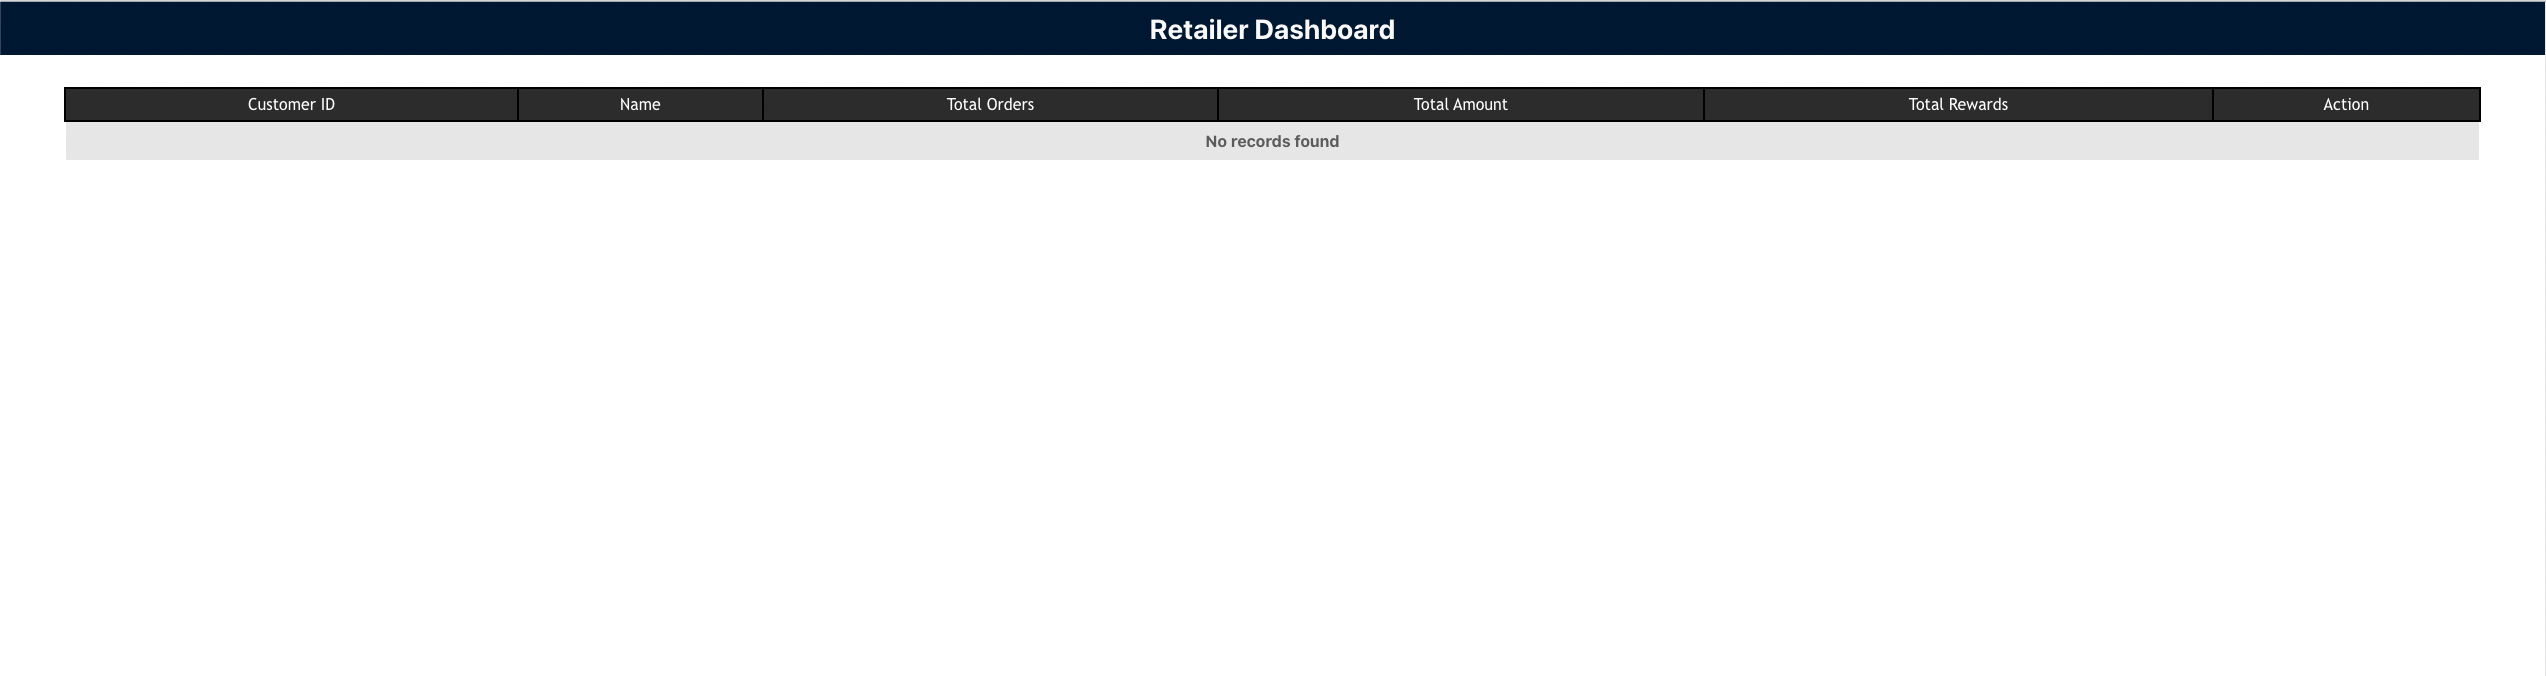 Retailer Dashboard
Customer ID Name Total Orders Total Amount Total Rewards Action
No records found